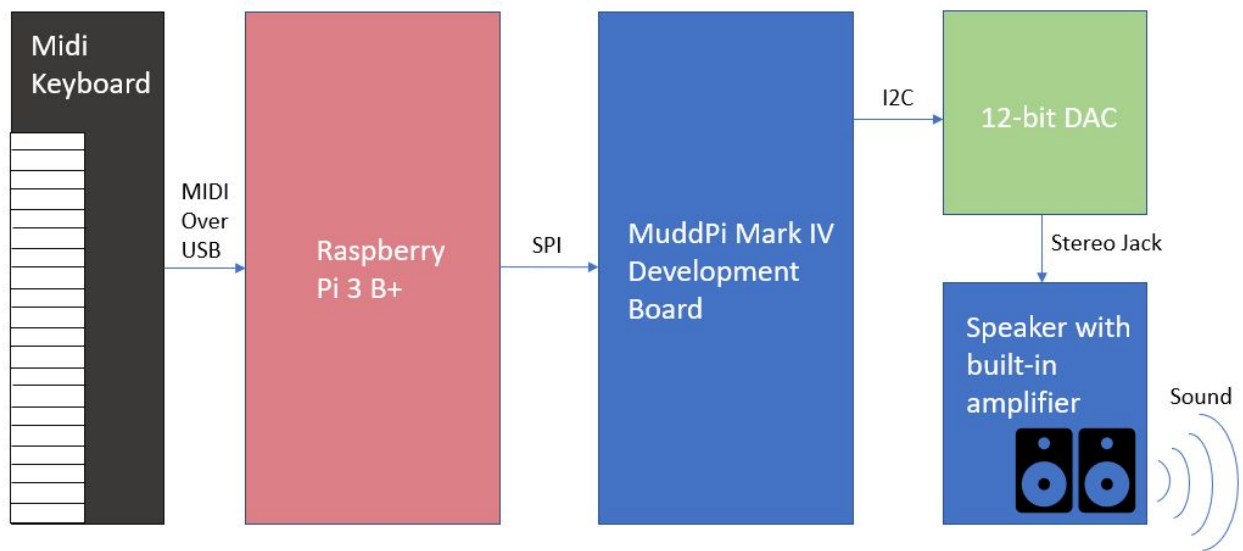 Midi
Keyboard
MIDI
Over
USB
Raspberry
Pi 3 B+
SPI
MuddPi Mark IV
Development
Board
I2C
12-bit DAC
Stereo Jack
Speaker with
built-in
amplifier
Sound